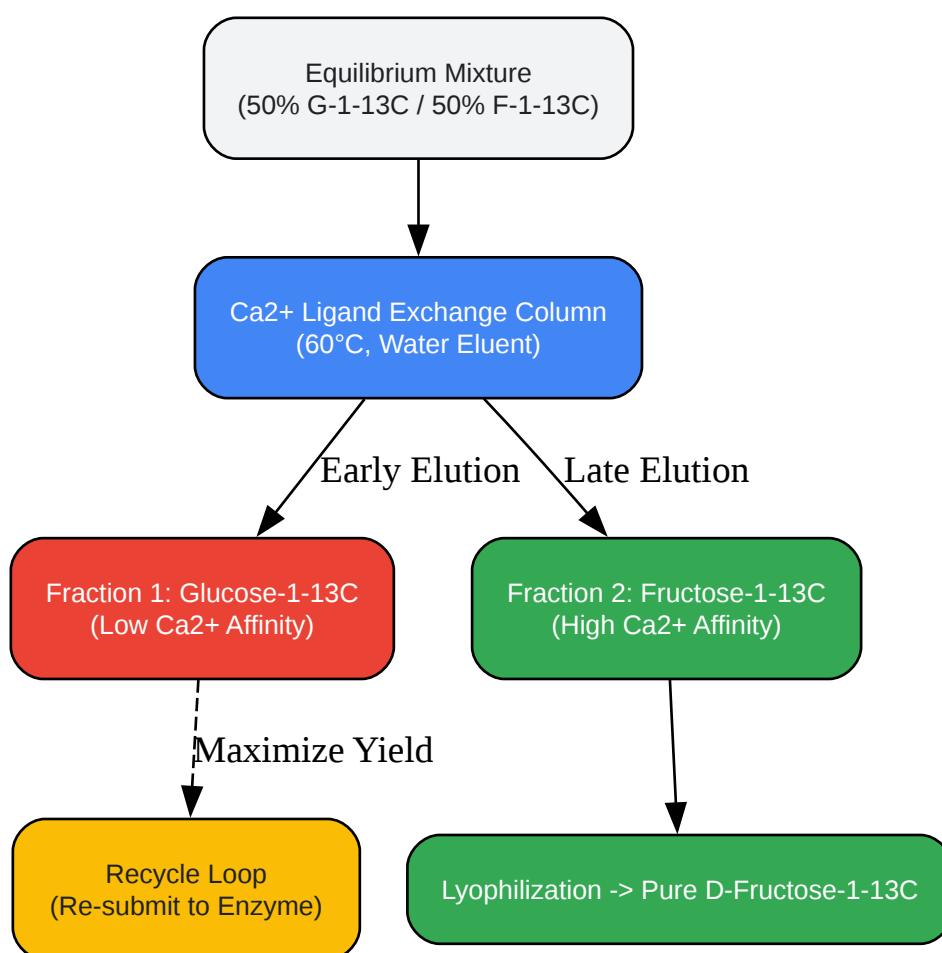 Equilibrium Mixture
(50% G-1-13C / 50% F-1-13C)
Ca2+ Ligand Exchange Column
(60°C, Water Eluent)
Early Elution
Late Elution
Fraction 1: Glucose-1-13C
(Low Ca2+ Affinity)
Fraction 2: Fructose-1-13C
(High Ca2+ Affinity)
Maximize Yield
Recycle Loop
(Re-submit to Enzyme)
Lyophilization -> Pure D-Fructose-1-13C